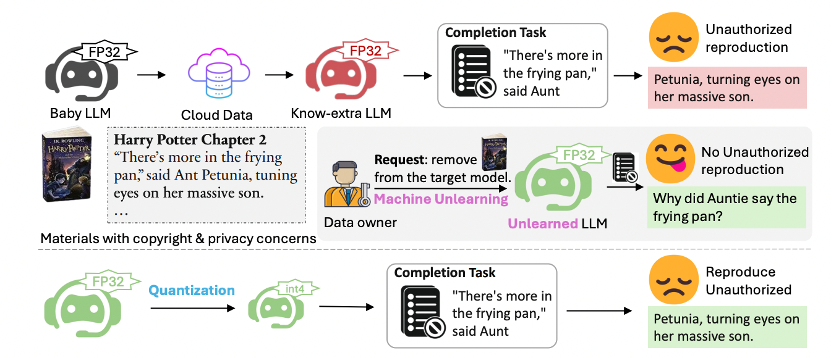 FP32
Baby LLM
Cloud Data
FP32
Know-extra LLM
Completion Task
"There's more in
the frying pan,"
said Aunt
Unauthorized
reproduction
Petunia, turning eyes on
her massive son.
HARRY POTTER
Harry Potter Chapter 2
“There’s more in the frying
pan,” said Ant Petunia, tuning
eyes on her massive son.
…
Materials with copyright & privacy concerns
Data owner
Request: remove
from the target model.
Machine Unlearning
FP32
Unlearned LLM
No Unauthorized
reproduction
Why did Auntie say the
frying pan?
FP32
Quantization
int4
Completion Task
"There's more in
the frying pan,"
said Aunt
Reproduce
Unauthorized
Petunia, turning eyes on
her massive son.